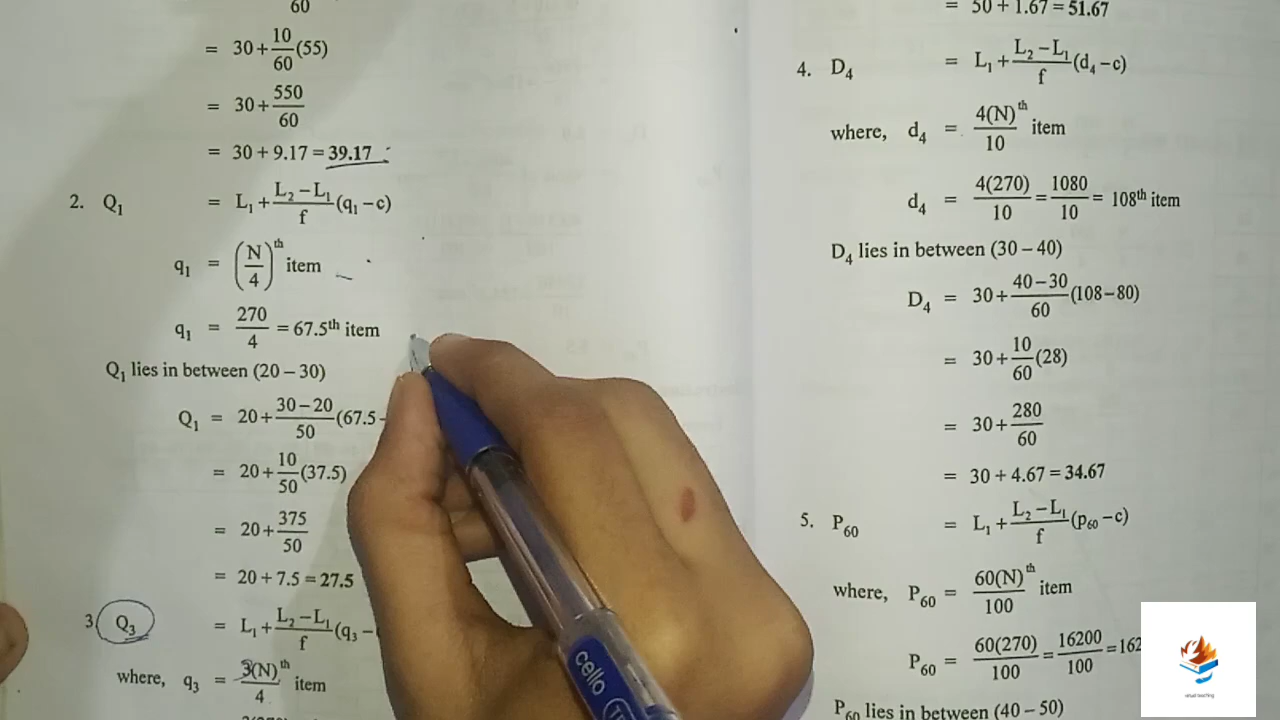 60
= 30 + 10/60 (55)
= 30 + 550/60
= 30 + 9.17 = 39.17
2. Q₁ = L₁ + (L₂ − L₁)/f (q₁ − c)
q₁ = (N/4)ᵗʰ item
q₁ = 270/4 = 67.5ᵗʰ item
Q₁ lies in between (20 – 30)
Q₁ = 20 + (30 − 20)/50 (67.5 -
= 20 + 10/50 (37.5)
= 20 + 375/50
= 20 + 7.5 = 27.5
3 Q₃ = L₁ + (L₂ − L₁)/f (q₃ −
where, q₃ = 3(N)ᵗʰ/4 item
= 50 + 1.67 = 51.67
4. D₄ = L₁ + (L₂ − L₁)/f (d₄ − c)
where, d₄ = 4(N)ᵗʰ/10 item
d₄ = 4(270)/10 = 1080/10 = 108ᵗʰ item
D₄ lies in between (30 – 40)
D₄ = 30 + (40 − 30)/60 (108 − 80)
= 30 + 10/60 (28)
= 30 + 280/60
= 30 + 4.67 = 34.67
5. P₆₀ = L₁ + (L₂ − L₁)/f (p₆₀ − c)
where, P₆₀ = 60(N)ᵗʰ/100 item
P₆₀ = 60(270)/100 = 16200/100 = 162
P₆₀ lies in between (40 – 50)
cello
virtual teaching